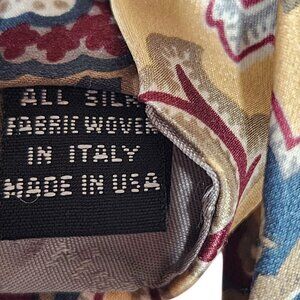 ALL SILK
FABRIC WOVEN
IN ITALY
MADE IN USA